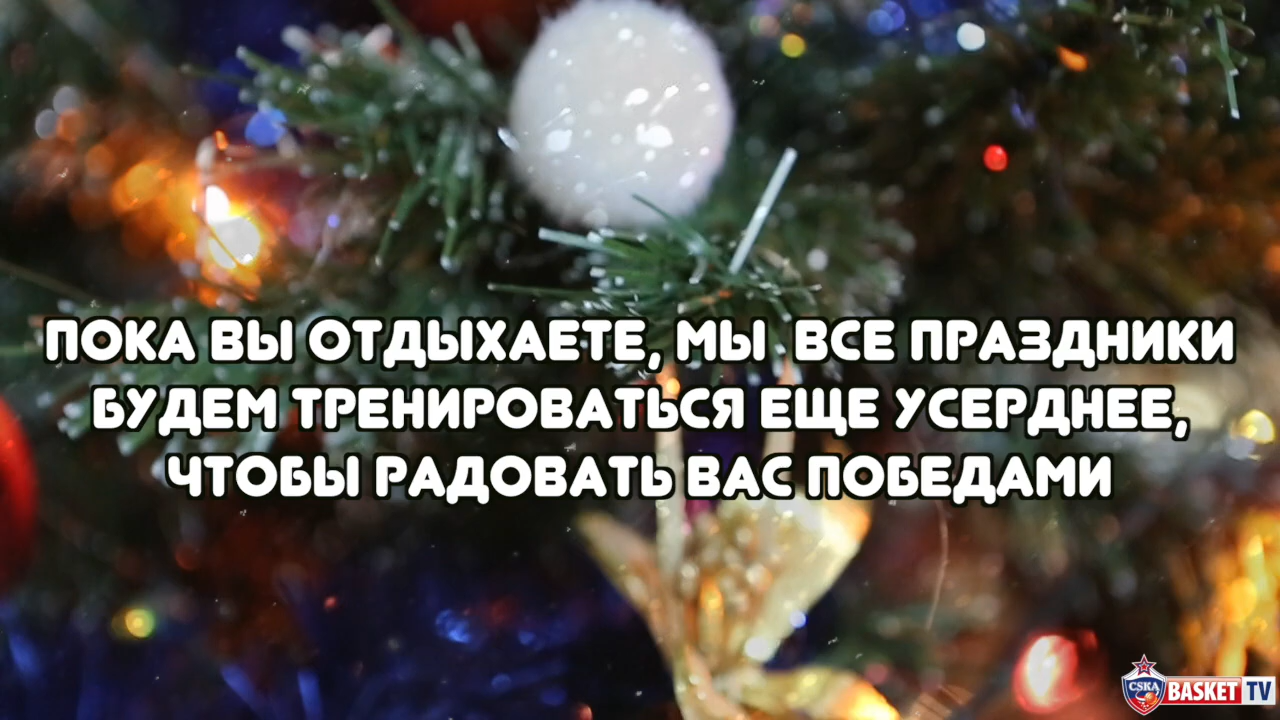 ПОКА ВЫ ОТДЫХАЕТЕ, МЫ ВСЕ ПРАЗДНИКИ
БУДЕМ ТРЕНИРОВАТЬСЯ ЕЩЕ УСЕРДНЕЕ,
ЧТОБЫ РАДОВАТЬ ВАС ПОБЕДАМИ
CSKA BASKET TV